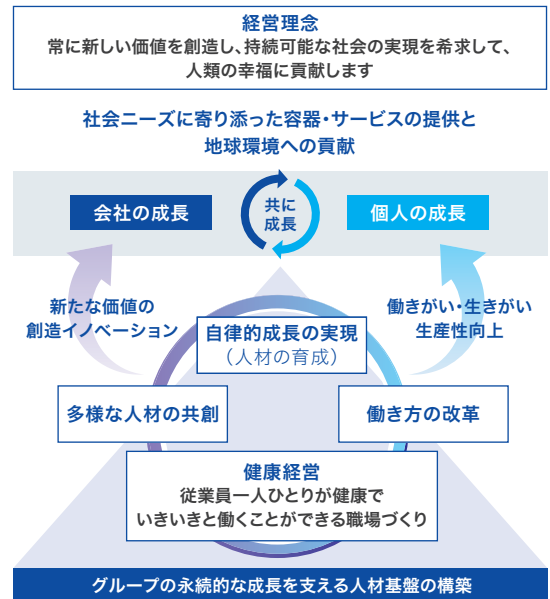 経営理念
常に新しい価値を創造し、持続可能な社会の実現を希求して、
人類の幸福に貢献します
社会ニーズに寄り添った容器・サービスの提供と
地球環境への貢献
会社の成長
共に
成長
個人の成長
新たな価値の
創造イノベーション
働きがい・生きがい
生産性向上
自律的成長の実現
（人材の育成）
多様な人材の共創
働き方の改革
健康経営
従業員一人ひとりが健康で
いきいきと働くことができる職場づくり
グループの永続的な成長を支える人材基盤の構築